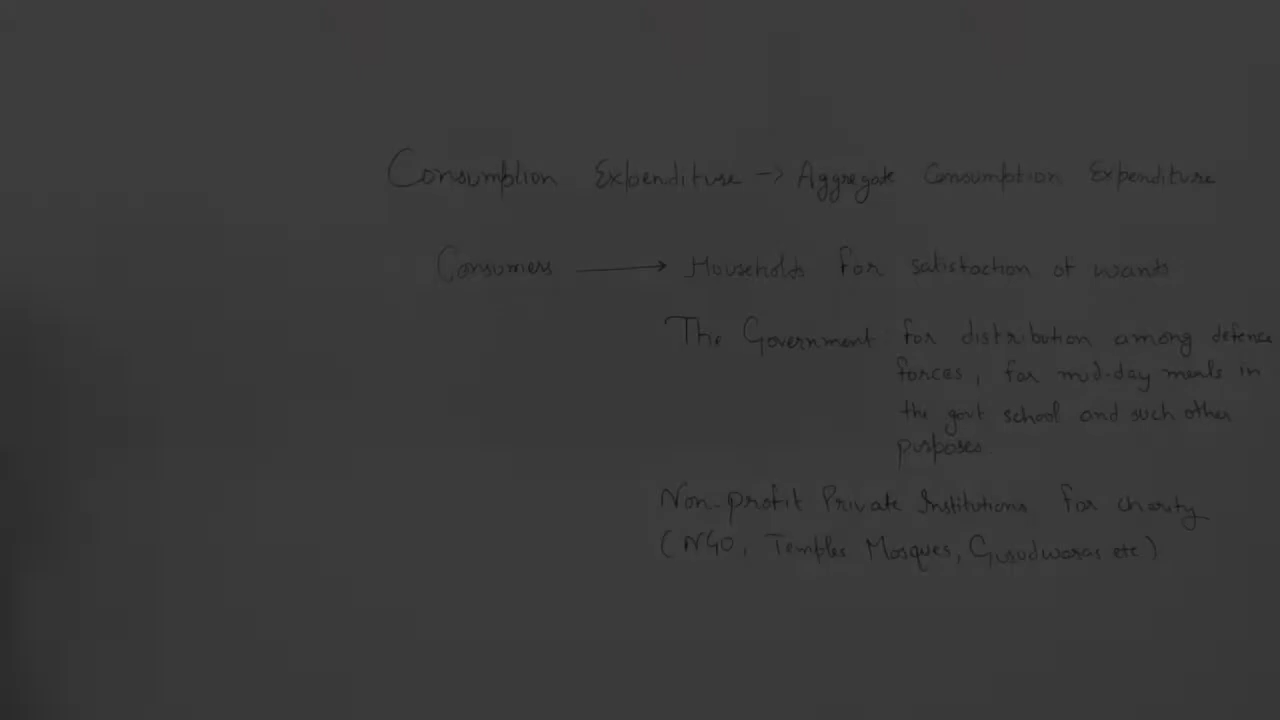 Consumption Expenditure -> Aggregate Consumption Expenditure
Consumers → Households for satisfaction of wants
The Government for distribution among defence
forces, for mid-day meals in
the govt school and such other
purposes.
Non-profit Private Institutions for charity
(NGO, Temples Mosques, Gurudwaras etc)